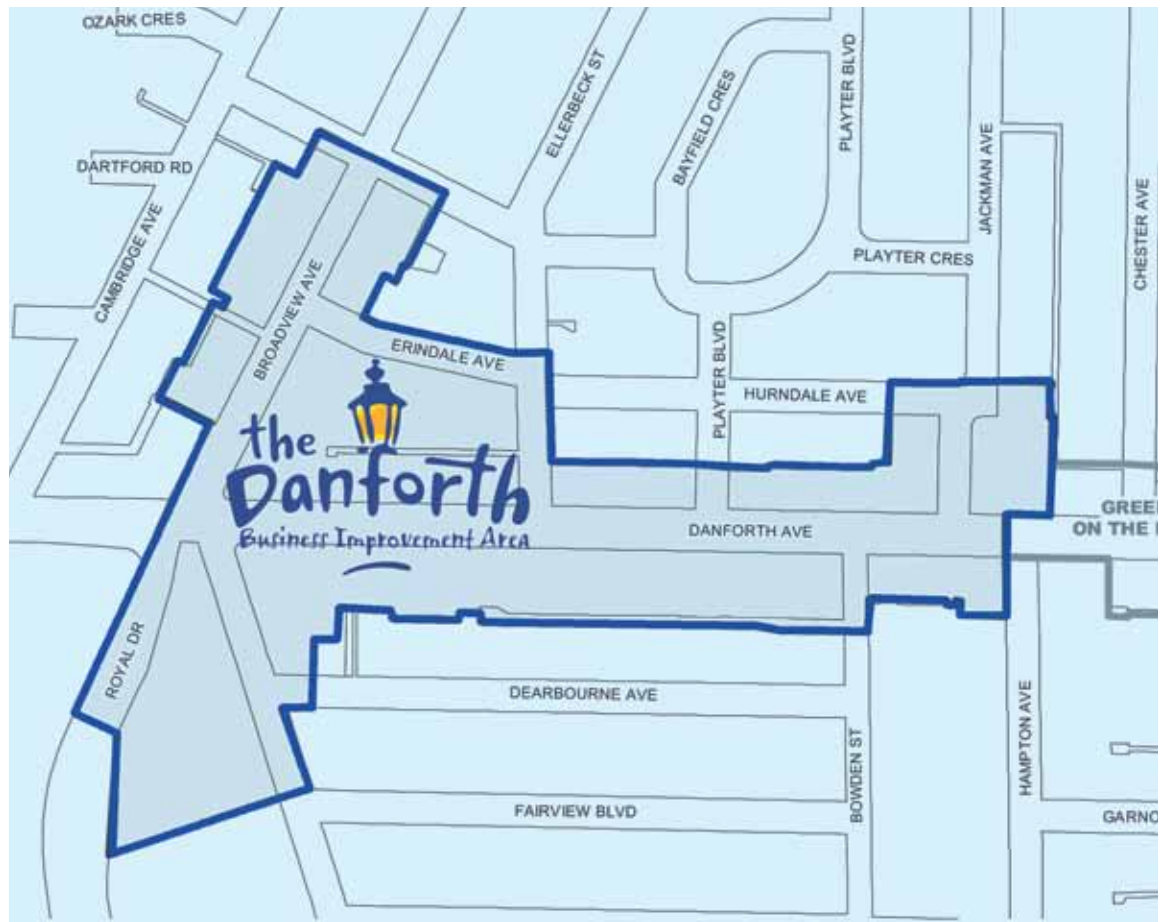 OZARK CRES
ELLERBECK ST
BAYFIELD CRES
PLAYTER BLVD
JACKMAN AVE
CHESTER AVE
DARTFORD RD
CAMBRIDGE AVE
BROADVIEW AVE
PLAYTER CRES
ERINDALE AVE
PLAYTER BLVD
HURNDALE AVE
the
Danforth
Business Improvement Area
DANFORTH AVE
ON THE
ROYAL DR
DEARBOURNE AVE
BOWDEN ST
HAMPTON AVE
FAIRVIEW BLVD